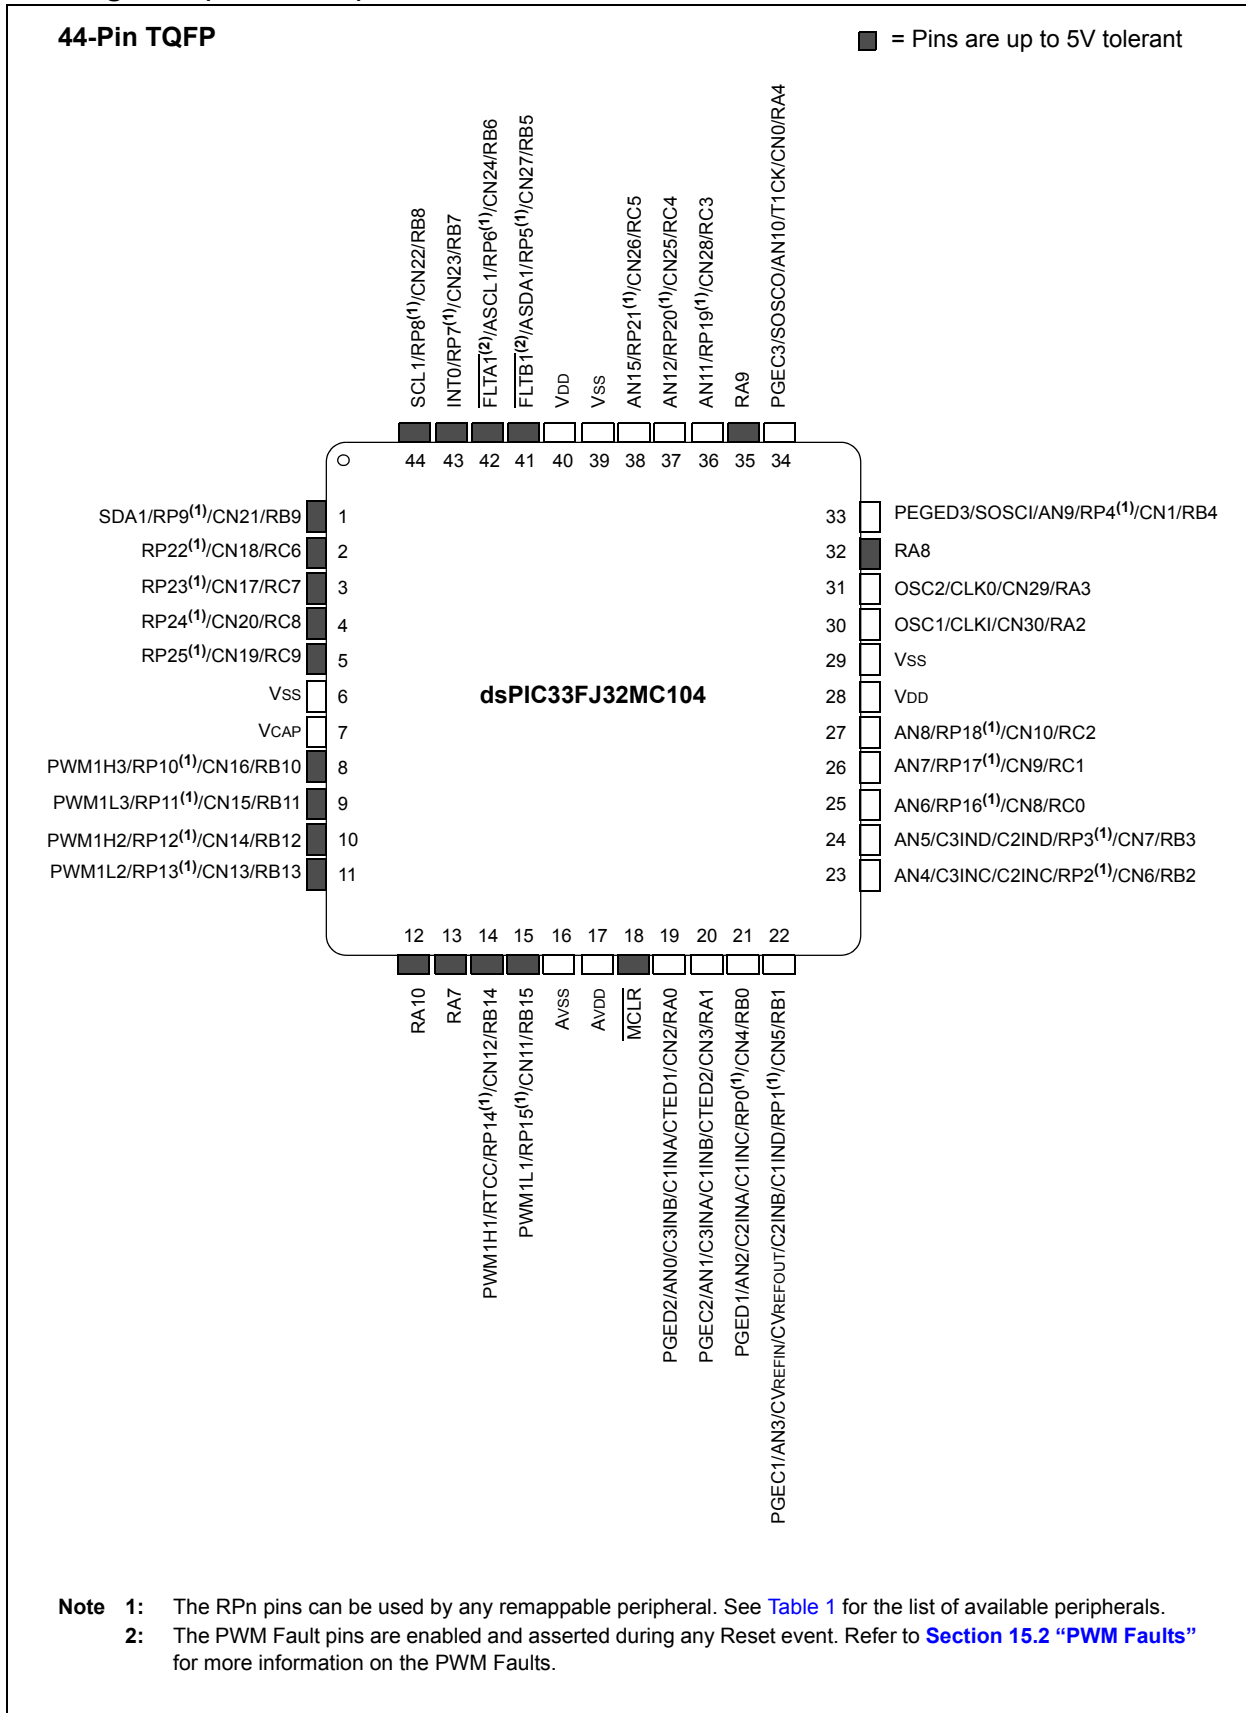 44-Pin TQFP
= Pins are up to 5V tolerant
SCL1/RP8(1)/CN22/RB8
INT0/RP7(1)/CN23/RB7
FLTA1(2)/ASCL1/RP6(1)/CN24/RB6
FLTB1(2)/ASDA1/RP5(1)/CN27/RB5
VDD
VSS
AN15/RP21(1)/CN26/RC5
AN12/RP20(1)/CN25/RC4
AN11/RP19(1)/CN28/RC3
RA9
PGEC3/SOSCO/AN10/T1CK/CN0/RA4
44 43 42 41 40 39 38 37 36 35 34
SDA1/RP9(1)/CN21/RB9 1
RP22(1)/CN18/RC6 2
RP23(1)/CN17/RC7 3
RP24(1)/CN20/RC8 4
RP25(1)/CN19/RC9 5
VSS 6
VCAP 7
PWM1H3/RP10(1)/CN16/RB10 8
PWM1L3/RP11(1)/CN15/RB11 9
PWM1H2/RP12(1)/CN14/RB12 10
PWM1L2/RP13(1)/CN13/RB13 11
dsPIC33FJ32MC104
33 PEGED3/SOSCI/AN9/RP4(1)/CN1/RB4
32 RA8
31 OSC2/CLK0/CN29/RA3
30 OSC1/CLKI/CN30/RA2
29 VSS
28 VDD
27 AN8/RP18(1)/CN10/RC2
26 AN7/RP17(1)/CN9/RC1
25 AN6/RP16(1)/CN8/RC0
24 AN5/C3IND/C2IND/RP3(1)/CN7/RB3
23 AN4/C3INC/C2INC/RP2(1)/CN6/RB2
12 13 14 15 16 17 18 19 20 21 22
RA10
RA7
PWM1H1/RTCC/RP14(1)/CN12/RB14
PWM1L1/RP15(1)/CN11/RB15
AVSS
AVDD
MCLR
PGED2/AN0/C3INB/C1INA/CTED1/CN2/RA0
PGEC2/AN1/C3INA/C1INB/CTED2/CN3/RA1
PGED1/AN2/C2INA/C1INC/RP0(1)/CN4/RB0
PGEC1/AN3/CVREFIN/CVREFOUT/C2INB/C1IND/RP1(1)/CN5/RB1
Note 1: The RPn pins can be used by any remappable peripheral. See Table 1 for the list of available peripherals.
2: The PWM Fault pins are enabled and asserted during any Reset event. Refer to Section 15.2 “PWM Faults”
for more information on the PWM Faults.